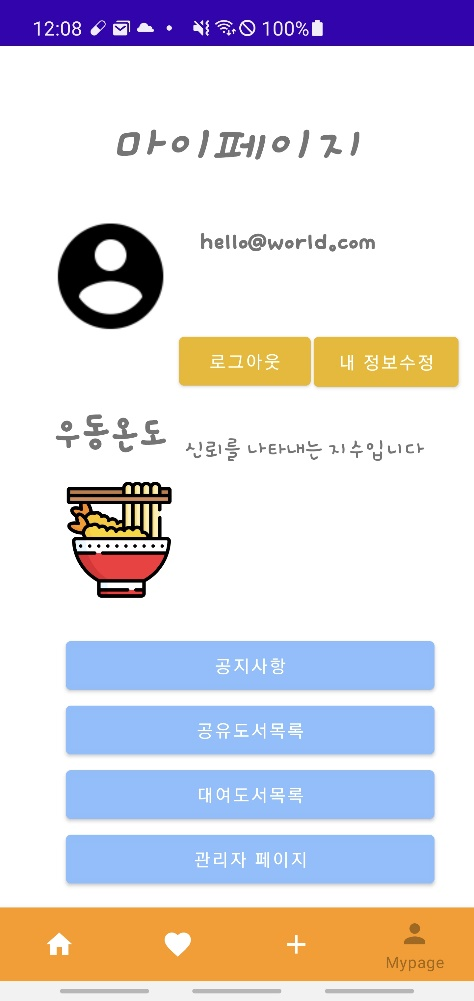 12:08 100%
마이페이지
hello@world.com
로그아웃 내 정보수정
우동온도 신뢰를 나타내는 지수입니다
공지사항
공유도서목록
대여도서목록
관리자 페이지
Mypage